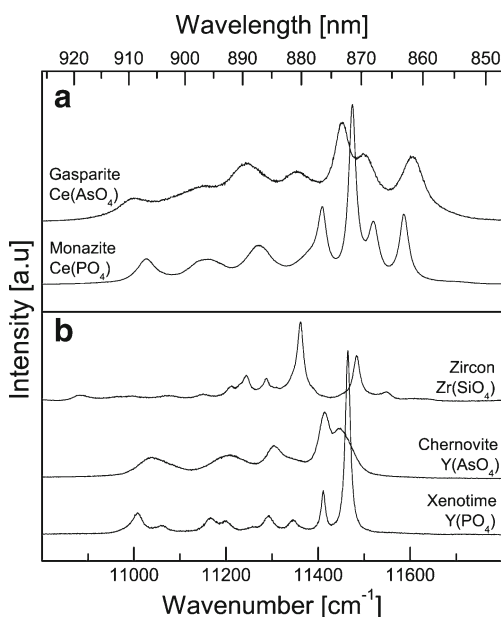 Wavelength [nm]
920 910 900 890 880 870 860 850
a
Gasparite
Ce(AsO₄)
Monazite
Ce(PO₄)
Intensity [a.u]
b
Zircon
Zr(SiO₄)
Chernovite
Y(AsO₄)
Xenotime
Y(PO₄)
11000 11200 11400 11600
Wavenumber [cm⁻¹]